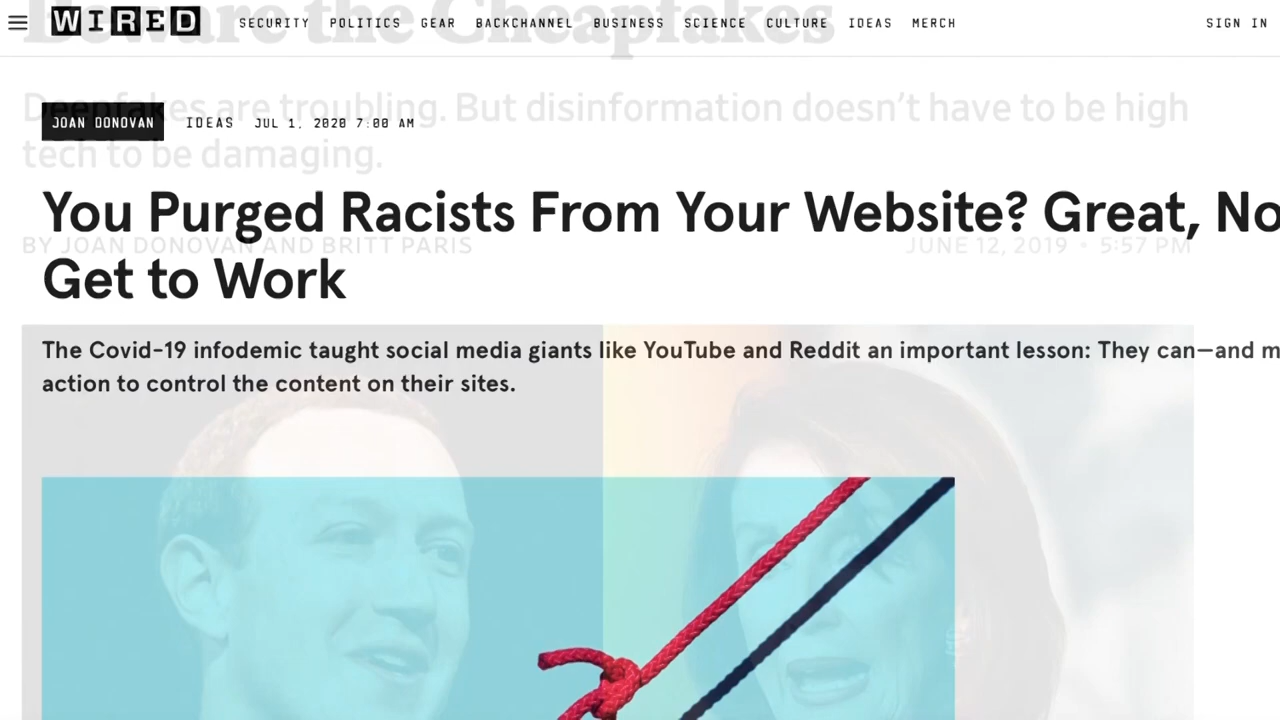 Beware the Cheapfakes
WIRED
SECURITY POLITICS GEAR BACKCHANNEL BUSINESS SCIENCE CULTURE IDEAS MERCH
SIGN IN
Deepfakes are troubling. But disinformation doesn't have to be high
tech to be damaging.
JOAN DONOVAN IDEAS JUL 1, 2020 7:00 AM
You Purged Racists From Your Website? Great, No
Get to Work
BY JOAN DONOVAN AND BRITT PARIS
JUNE 12, 2019 • 5:57 PM
The Covid-19 infodemic taught social media giants like YouTube and Reddit an important lesson: They can—and m
action to control the content on their sites.